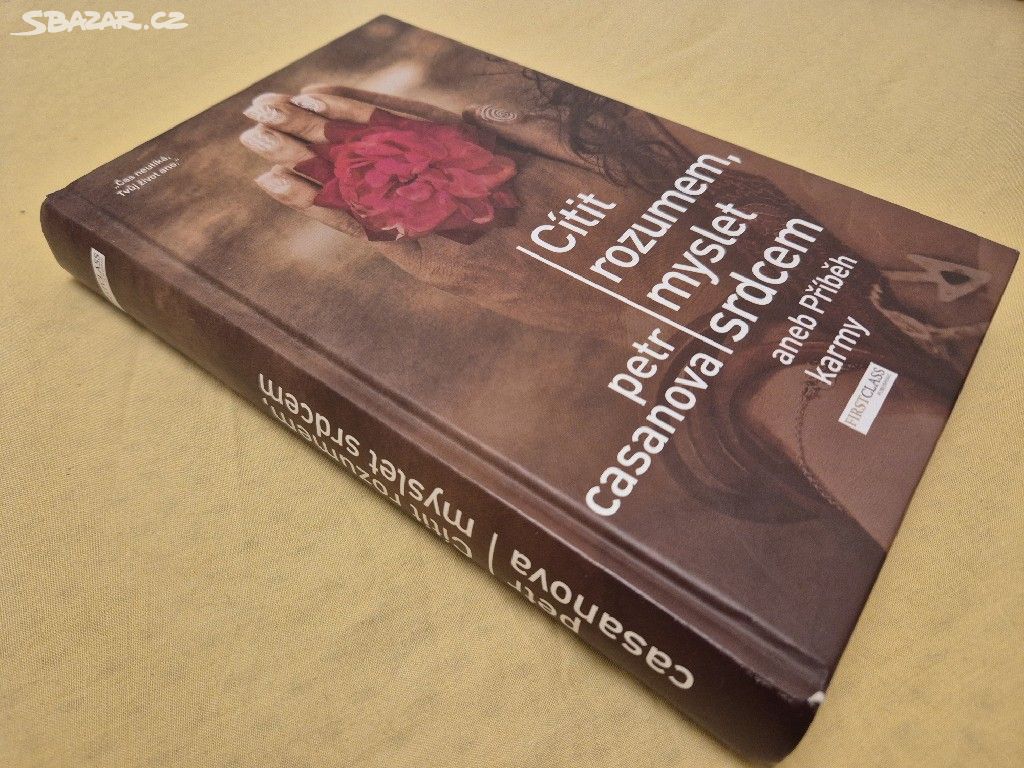 SBAZAR.CZ
„Čas neutíká,
Tvůj život ano.“
petr
casanova
Cítit
rozumem,
myslet
srdcem
aneb Příběh
karmy
FIRSTCLASS
petr
casanova
Cítit rozumem,
myslet srdcem
CLASS